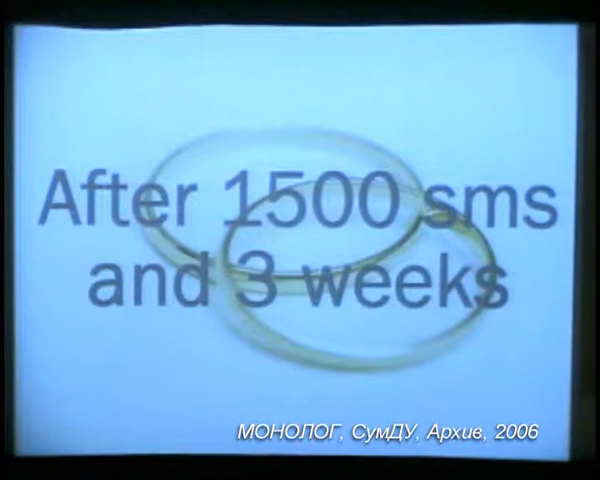 After 1500 sms
and 3 weeks
МОНОЛОГ, СумДУ, Архив, 2006